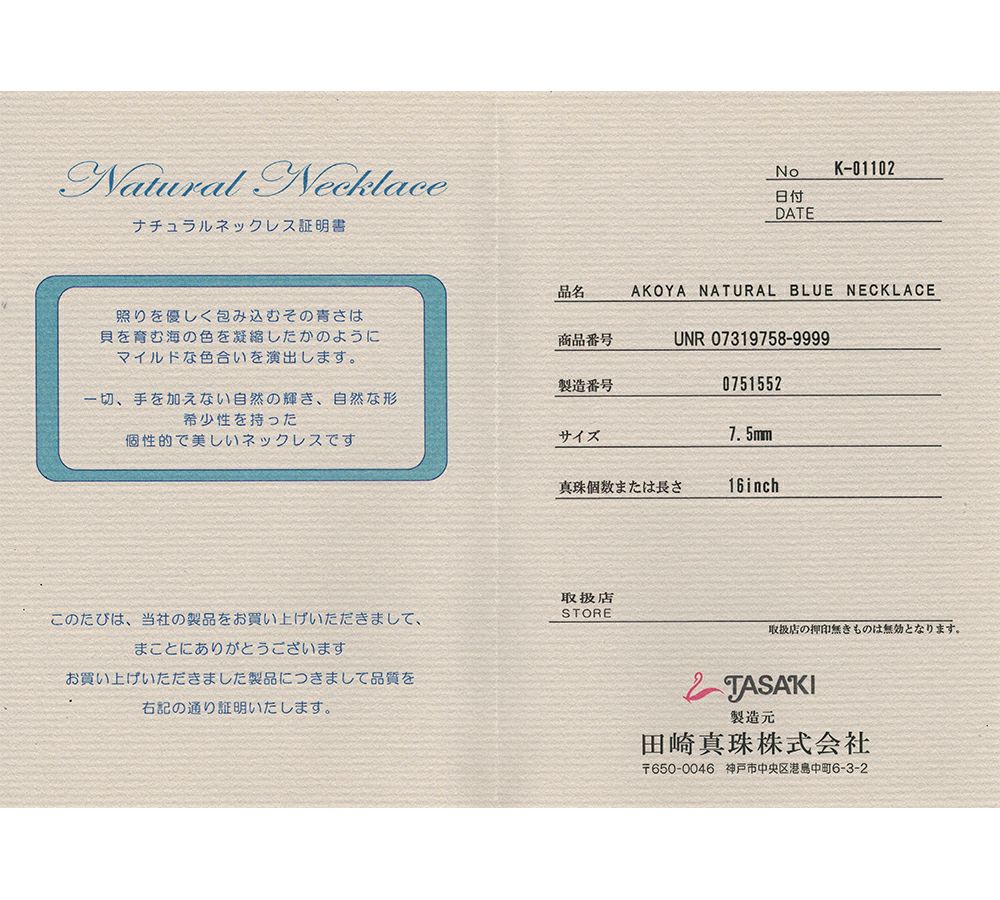 Natural Necklace
ナチュラルネックレス証明書
照りを優しく包み込むその青さは
貝を育む海の色を凝縮したかのように
マイルドな色合いを演出します。
一切、手を加えない自然の輝き、自然な形
希少性を持った
個性的で美しいネックレスです
このたびは、当社の製品をお買い上げいただきまして、
まことにありがとうございます
お買い上げいただきました製品につきまして品質を
右記の通り証明いたします。
No K-01102
日付
DATE
品名 AKOYA NATURAL BLUE NECKLACE
商品番号 UNR 07319758-9999
製造番号 0751552
サイズ 7.5mm
真珠個数または長さ 16inch
取扱店
STORE
取扱店の押印無きものは無効となります。
TASAKI
製造元
田崎真珠株式会社
〒650-0046 神戸市中央区港島中町6-3-2